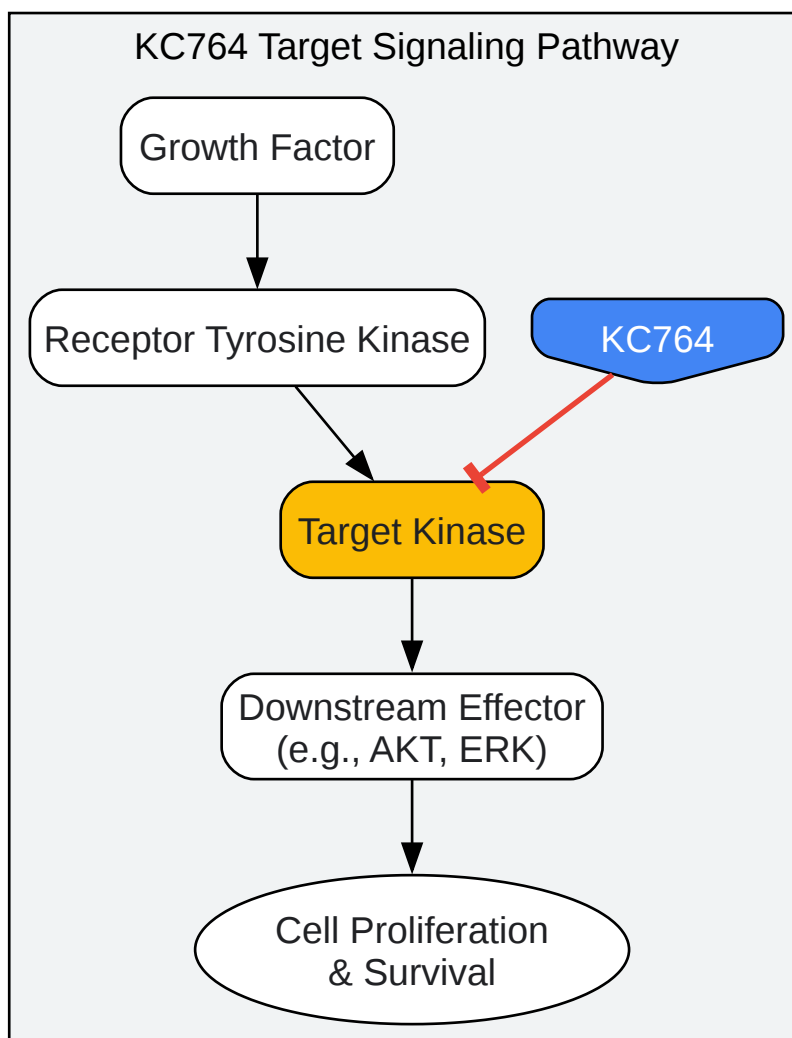 KC764 Target Signaling Pathway
Growth Factor
Receptor Tyrosine Kinase
KC764
Target Kinase
Downstream Effector
(e.g., AKT, ERK)
Cell Proliferation
& Survival